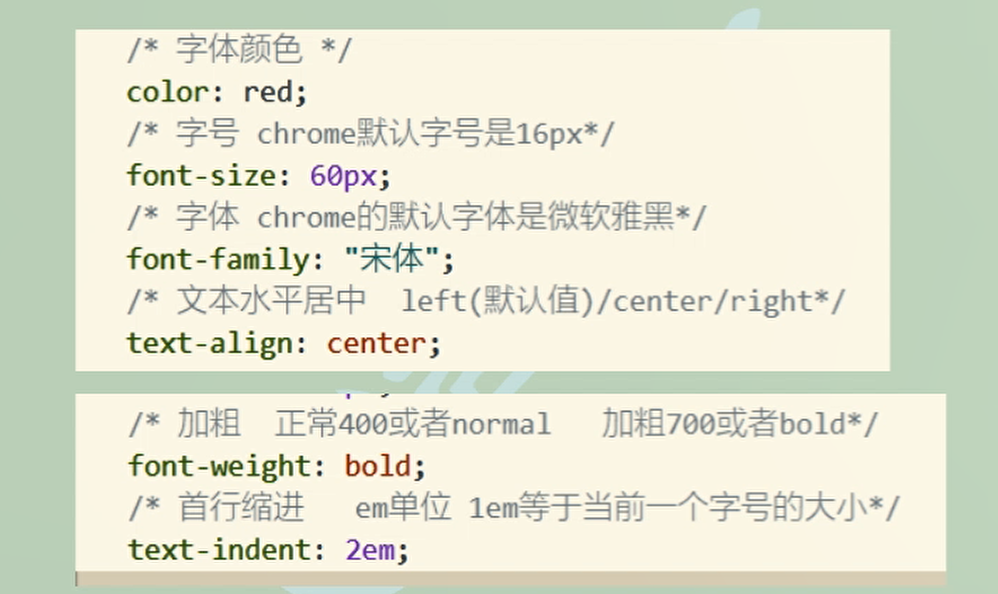 /* 字体颜色 */
color: red;
/* 字号 chrome默认字号是16px*/
font-size: 60px;
/* 字体 chrome的默认字体是微软雅黑*/
font-family: "宋体";
/* 文本水平居中  left(默认值)/center/right*/
text-align: center;
/* 加粗  正常400或者normal   加粗700或者bold*/
font-weight: bold;
/* 首行缩进   em单位 1em等于当前一个字号的大小*/
text-indent: 2em;